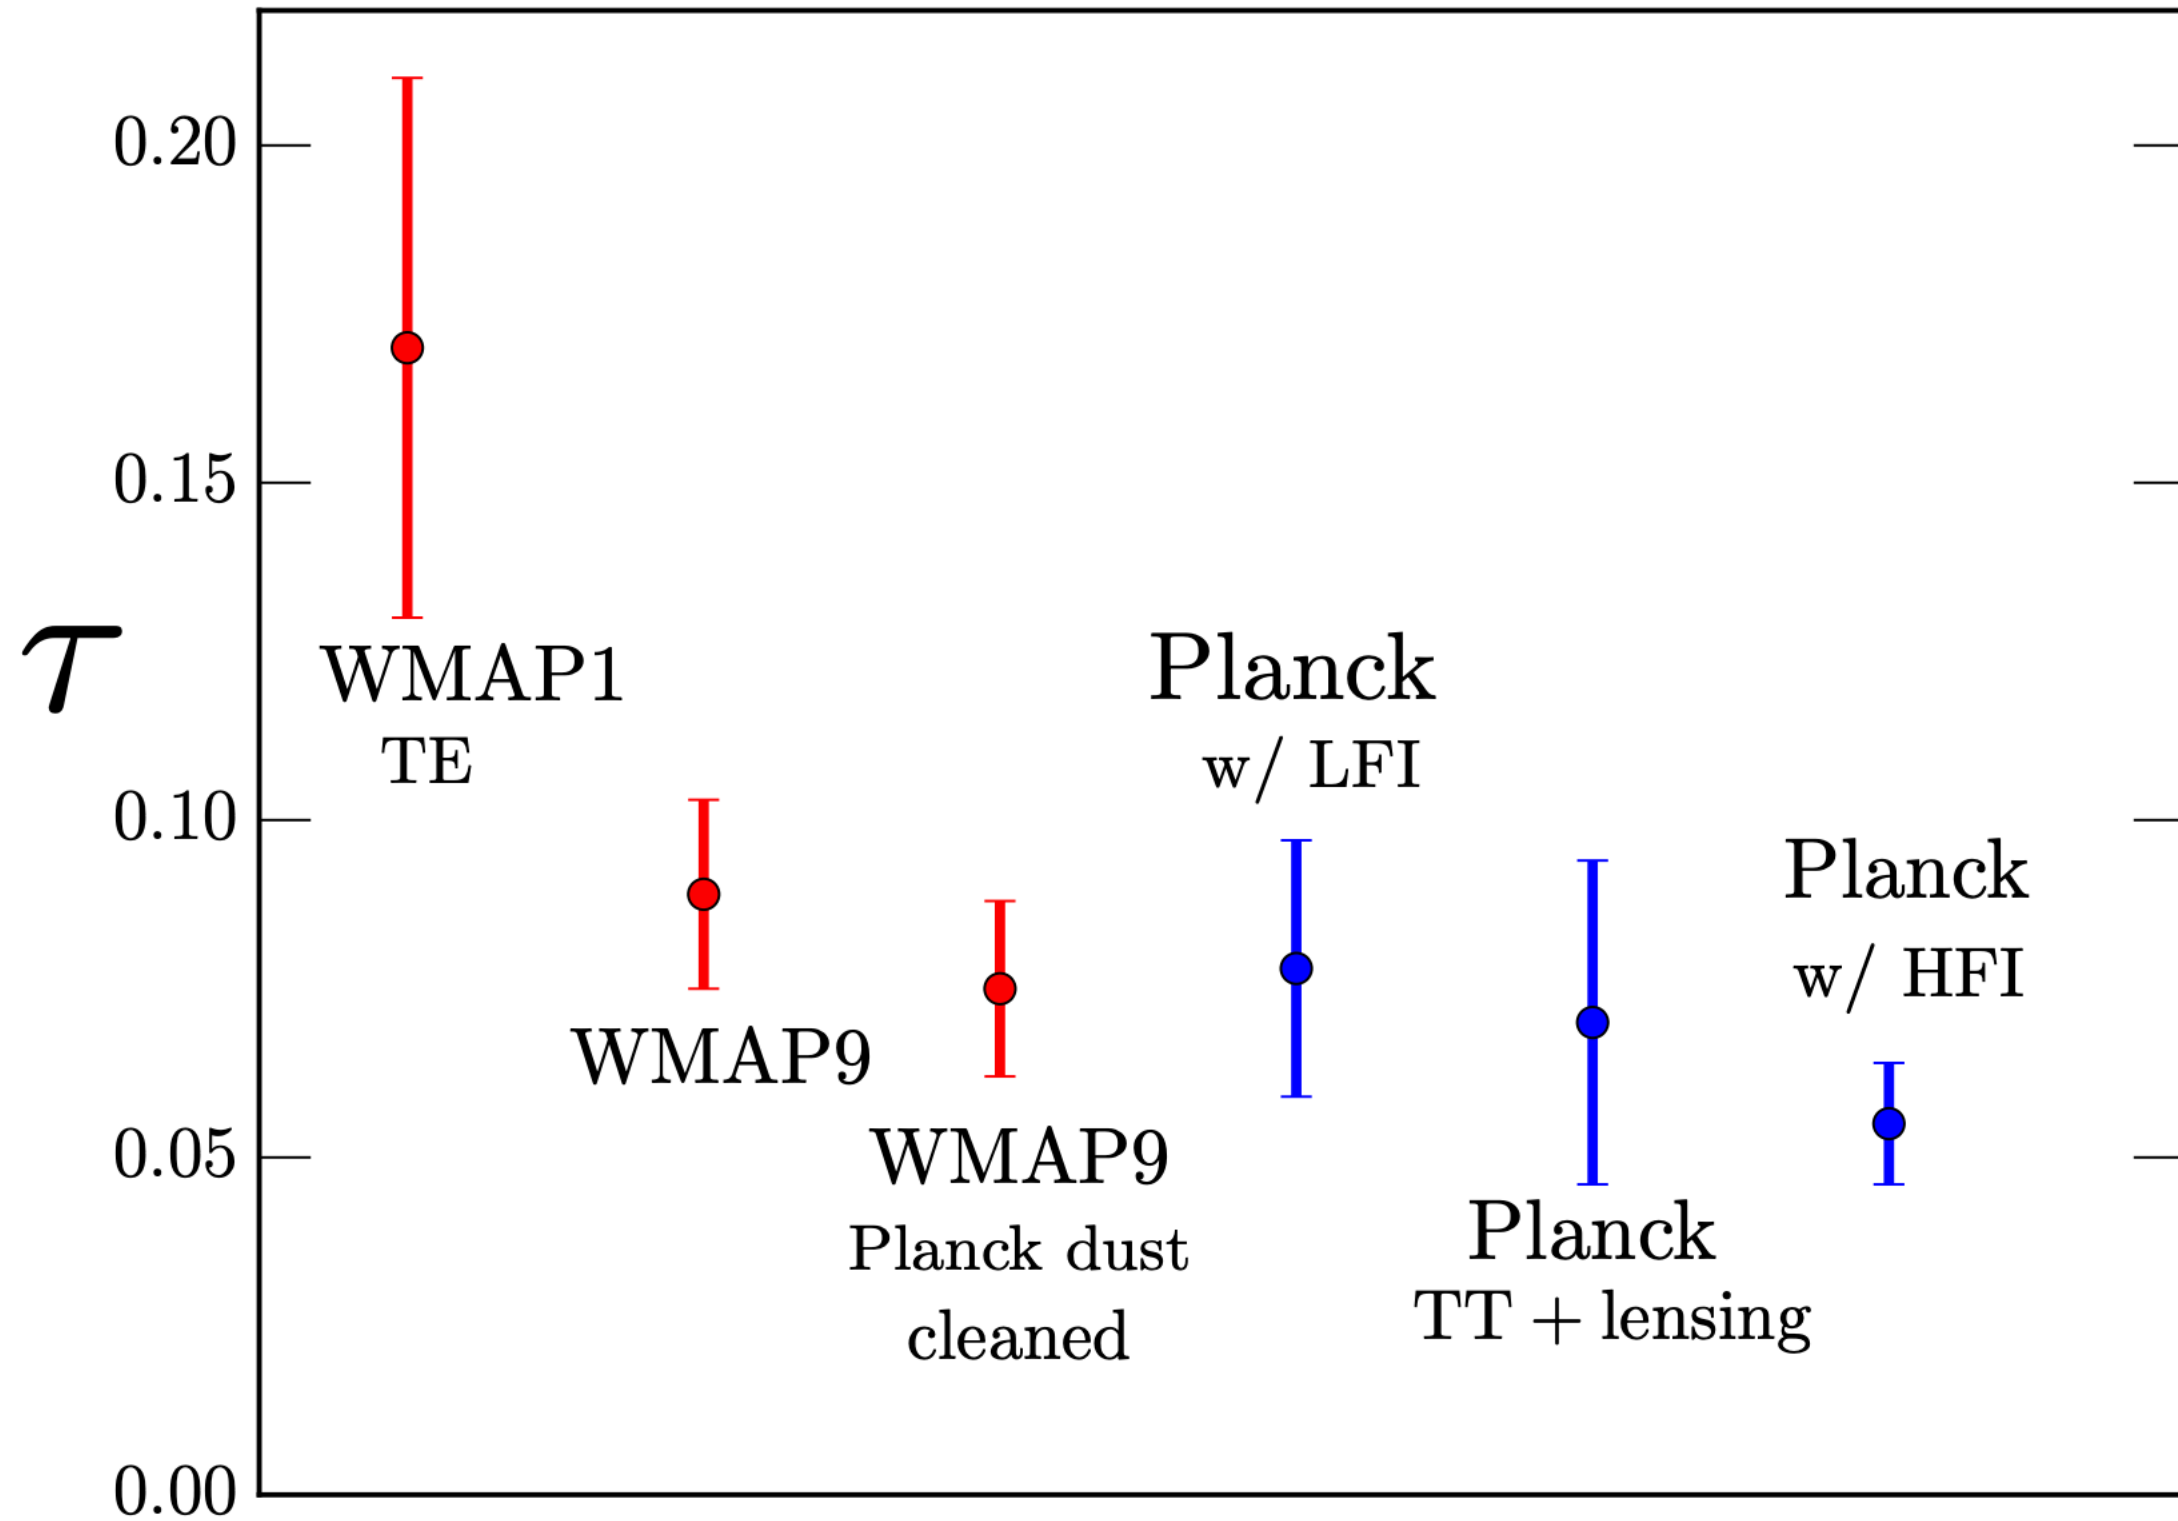 0.20
0.15
0.10
0.05
0.00
τ
WMAP1
TE
WMAP9
WMAP9
Planck dust
cleaned
Planck
w/ LFI
Planck
TT + lensing
Planck
w/ HFI